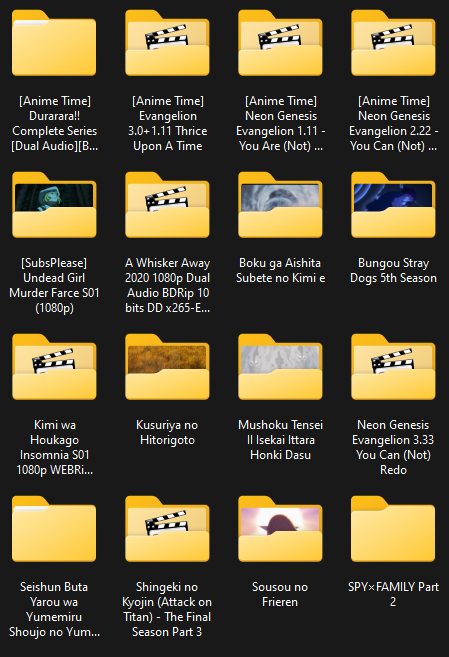 [Anime Time]
Durarara!!
Complete Series
[Dual Audio][B...
[Anime Time]
Evangelion
3.0+1.11 Thrice
Upon A Time
[Anime Time]
Neon Genesis
Evangelion 1.11 -
You Are (Not) ...
[Anime Time]
Neon Genesis
Evangelion 2.22 -
You Can (Not) ...
[SubsPlease]
Undead Girl
Murder Farce S01
(1080p)
A Whisker Away
2020 1080p Dual
Audio BDRip 10
bits DD x265-E...
Boku ga Aishita
Subete no Kimi e
Bungou Stray
Dogs 5th Season
Kimi wa
Houkago
Insomnia S01
1080p WEBRi...
Kusuriya no
Hitorigoto
Mushoku Tensei
II Isekai Ittara
Honki Dasu
Neon Genesis
Evangelion 3.33
You Can (Not)
Redo
Seishun Buta
Yarou wa
Yumemiru
Shoujo no Yum...
Shingeki no
Kyojin (Attack on
Titan) - The Final
Season Part 3
Sousou no
Frieren
SPY×FAMILY Part
2